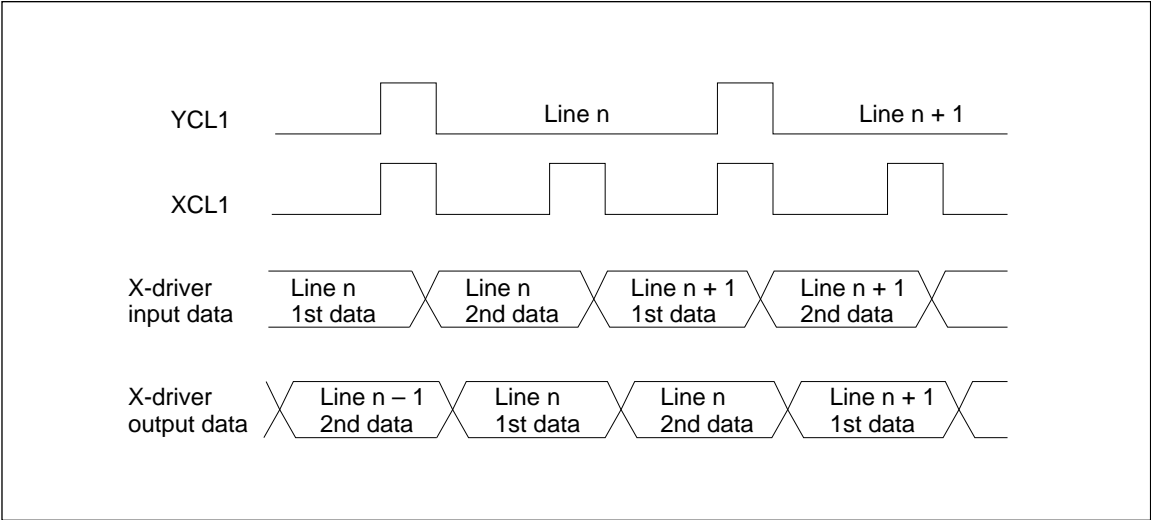 YCL1
Line n
Line n + 1
XCL1
X-driver
input data
Line n
1st data
Line n
2nd data
Line n + 1
1st data
Line n + 1
2nd data
X-driver
output data
Line n – 1
2nd data
Line n
1st data
Line n
2nd data
Line n + 1
1st data